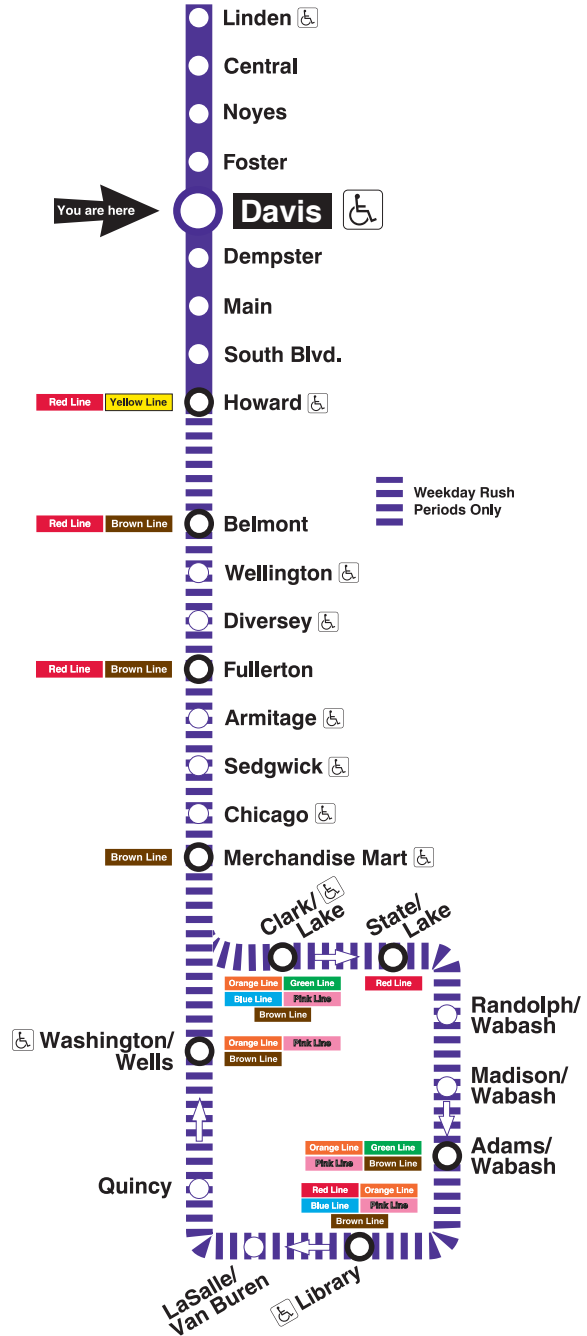 Linden
Central
Noyes
Foster
You are here
Davis
Dempster
Main
South Blvd.
Red Line Yellow Line
Howard
Weekday Rush
Periods Only
Red Line Brown Line
Belmont
Wellington
Diversey
Red Line Brown Line
Fullerton
Armitage
Sedgwick
Chicago
Brown Line
Merchandise Mart
Clark/
Lake
State/
Lake
Orange Line Green Line
Blue Line Pink Line
Brown Line
Red Line
Randolph/
Wabash
Washington/
Wells
Orange Line Pink Line
Brown Line
Madison/
Wabash
Orange Line Green Line
Pink Line Brown Line
Adams/
Wabash
Quincy
Red Line Orange Line
Blue Line Pink Line
Brown Line
LaSalle/
Van Buren
Library